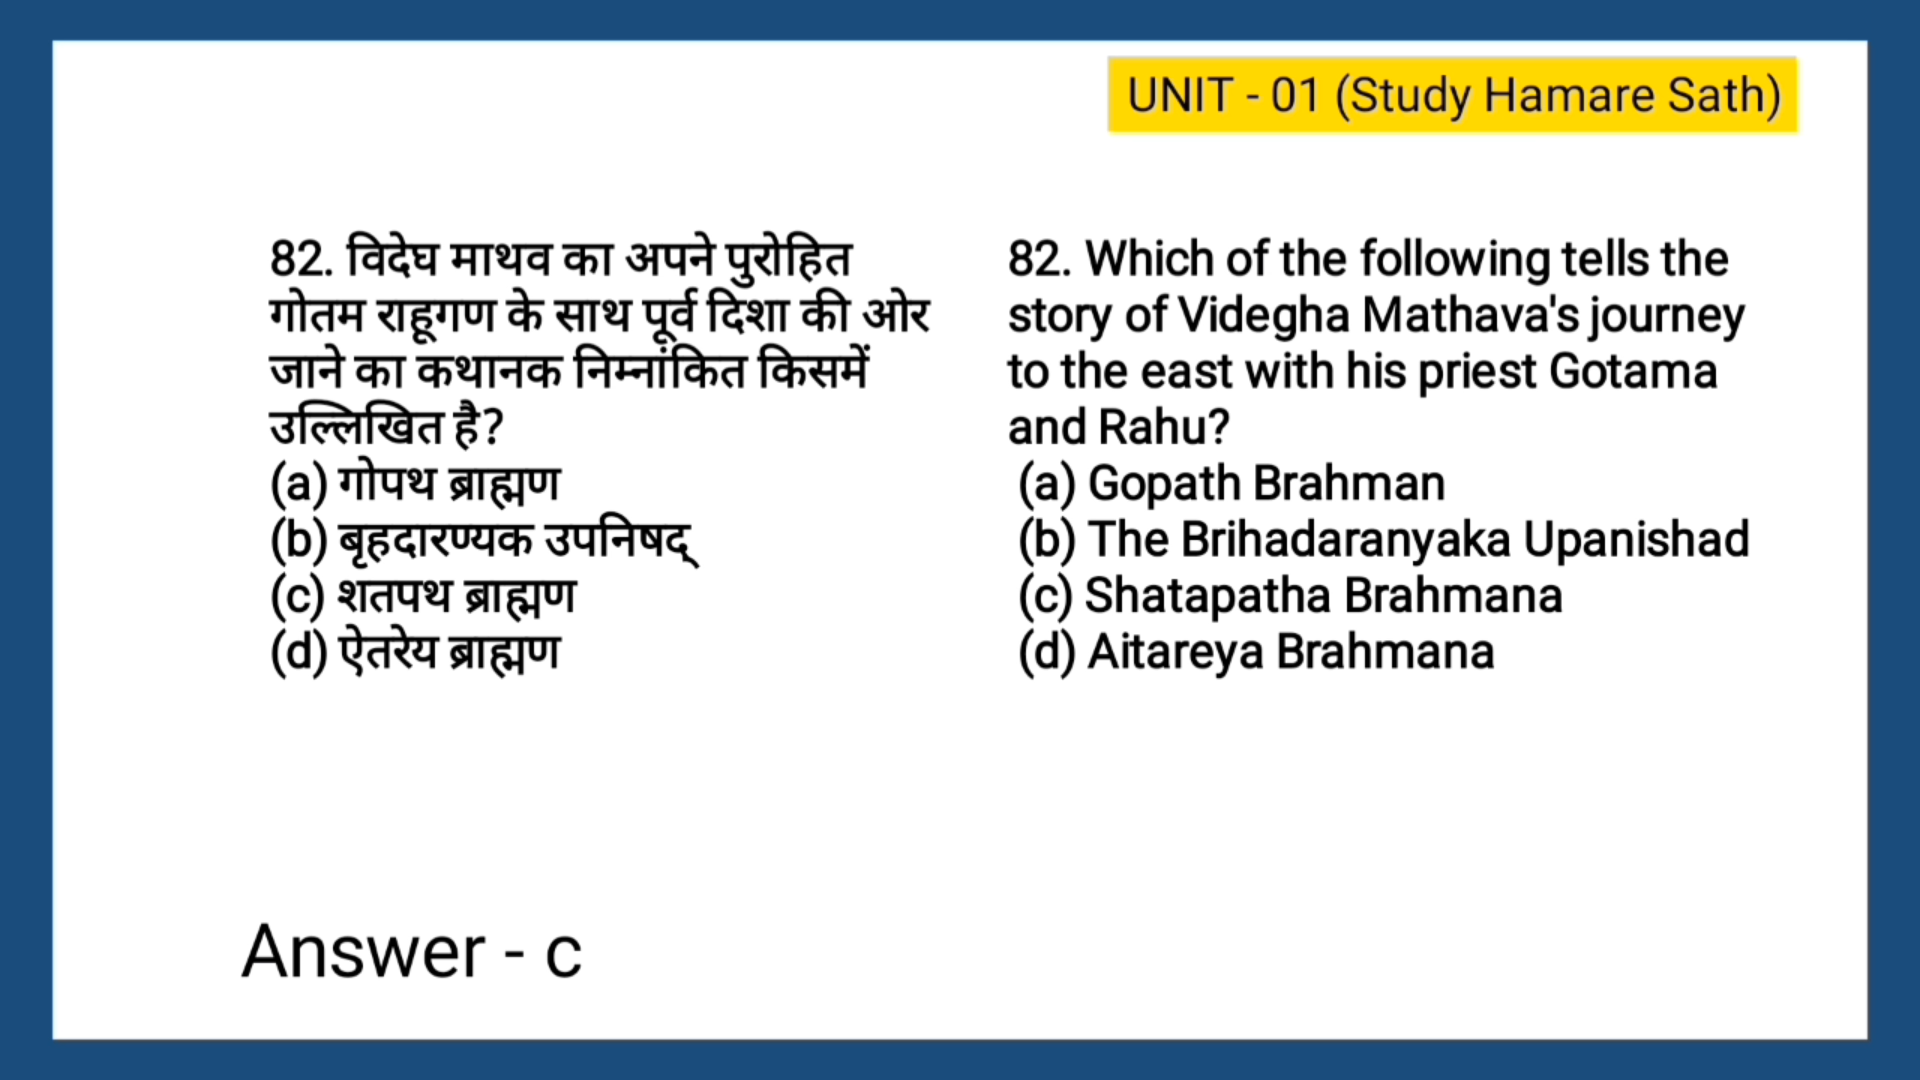 UNIT - 01 (Study Hamare Sath)
82. विदेघ माथव का अपने पुरोहित
गोतम राहूगण के साथ पूर्व दिशा की ओर
जाने का कथानक निम्नांकित किसमें
उल्लिखित है?
(a) गोपथ ब्राह्मण
(b) बृहदारण्यक उपनिषद्
(c) शतपथ ब्राह्मण
(d) ऐतरेय ब्राह्मण
82. Which of the following tells the
story of Videgha Mathava's journey
to the east with his priest Gotama
and Rahu?
(a) Gopath Brahman
(b) The Brihadaranyaka Upanishad
(c) Shatapatha Brahmana
(d) Aitareya Brahmana
Answer - c